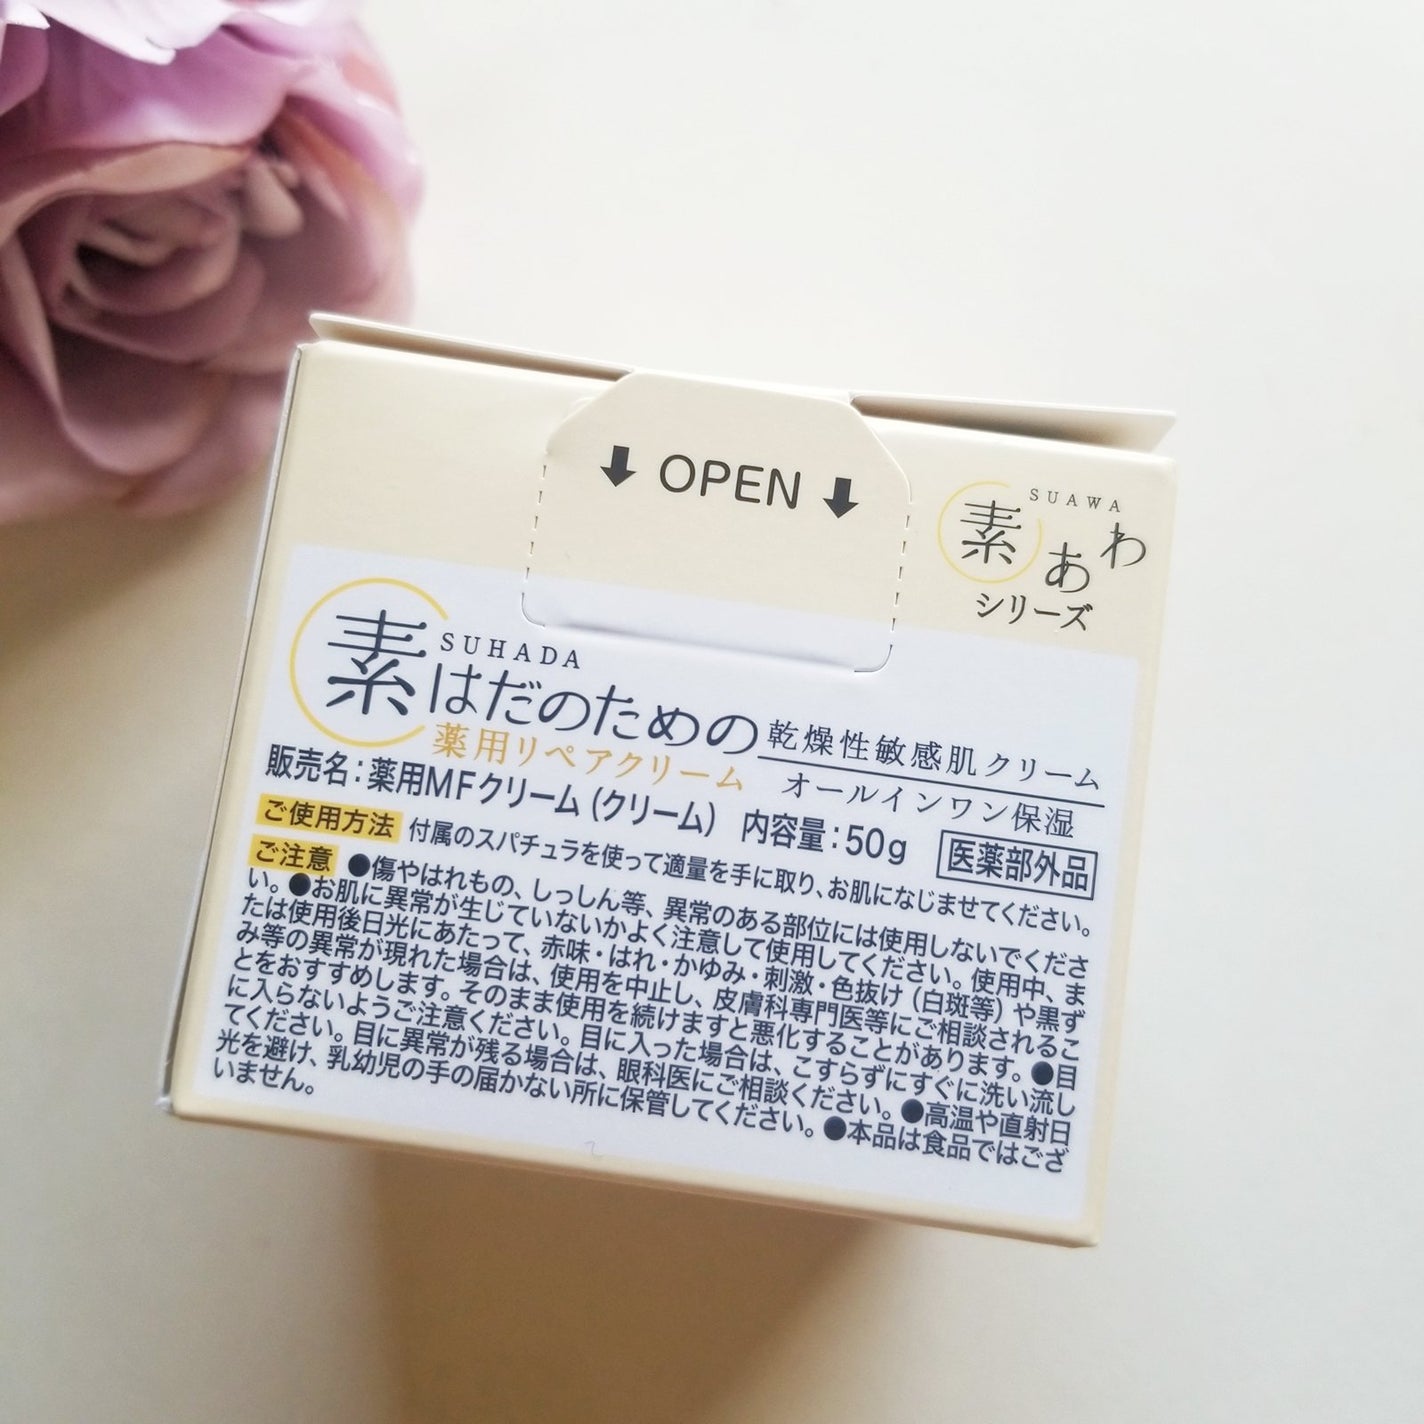 OPEN
SUAWA
素あわ
シリーズ
SUHADA
素はだのための
薬用リペアクリーム
乾燥性敏感肌クリーム
オールインワン保湿
販売名：薬用MFクリーム（クリーム） 内容量：50g 医薬部外品
ご使用方法 付属のスパチュラを使って適量を手に取り、お肌になじませてください。
ご注意 ●傷やはれもの、しっしん等、異常のある部位には使用しないでくださ
い。●お肌に異常が生じていないかよく注意して使用してください。使用中、ま
たは使用後日光にあたって、赤味・はれ・かゆみ・刺激・色抜け（白斑等）や黒ず
み等の異常が現れた場合は、使用を中止し、皮膚科専門医等にご相談されるこ
とをおすすめします。そのまま使用を続けますと悪化することがあります。●目
に入らないようご注意ください。目に入った場合は、こすらずにすぐに洗い流し
てください。目に異常が残る場合は、眼科医にご相談ください。●高温や直射日
光を避け、乳幼児の手の届かない所に保管してください。●本品は食品ではござ
いません。